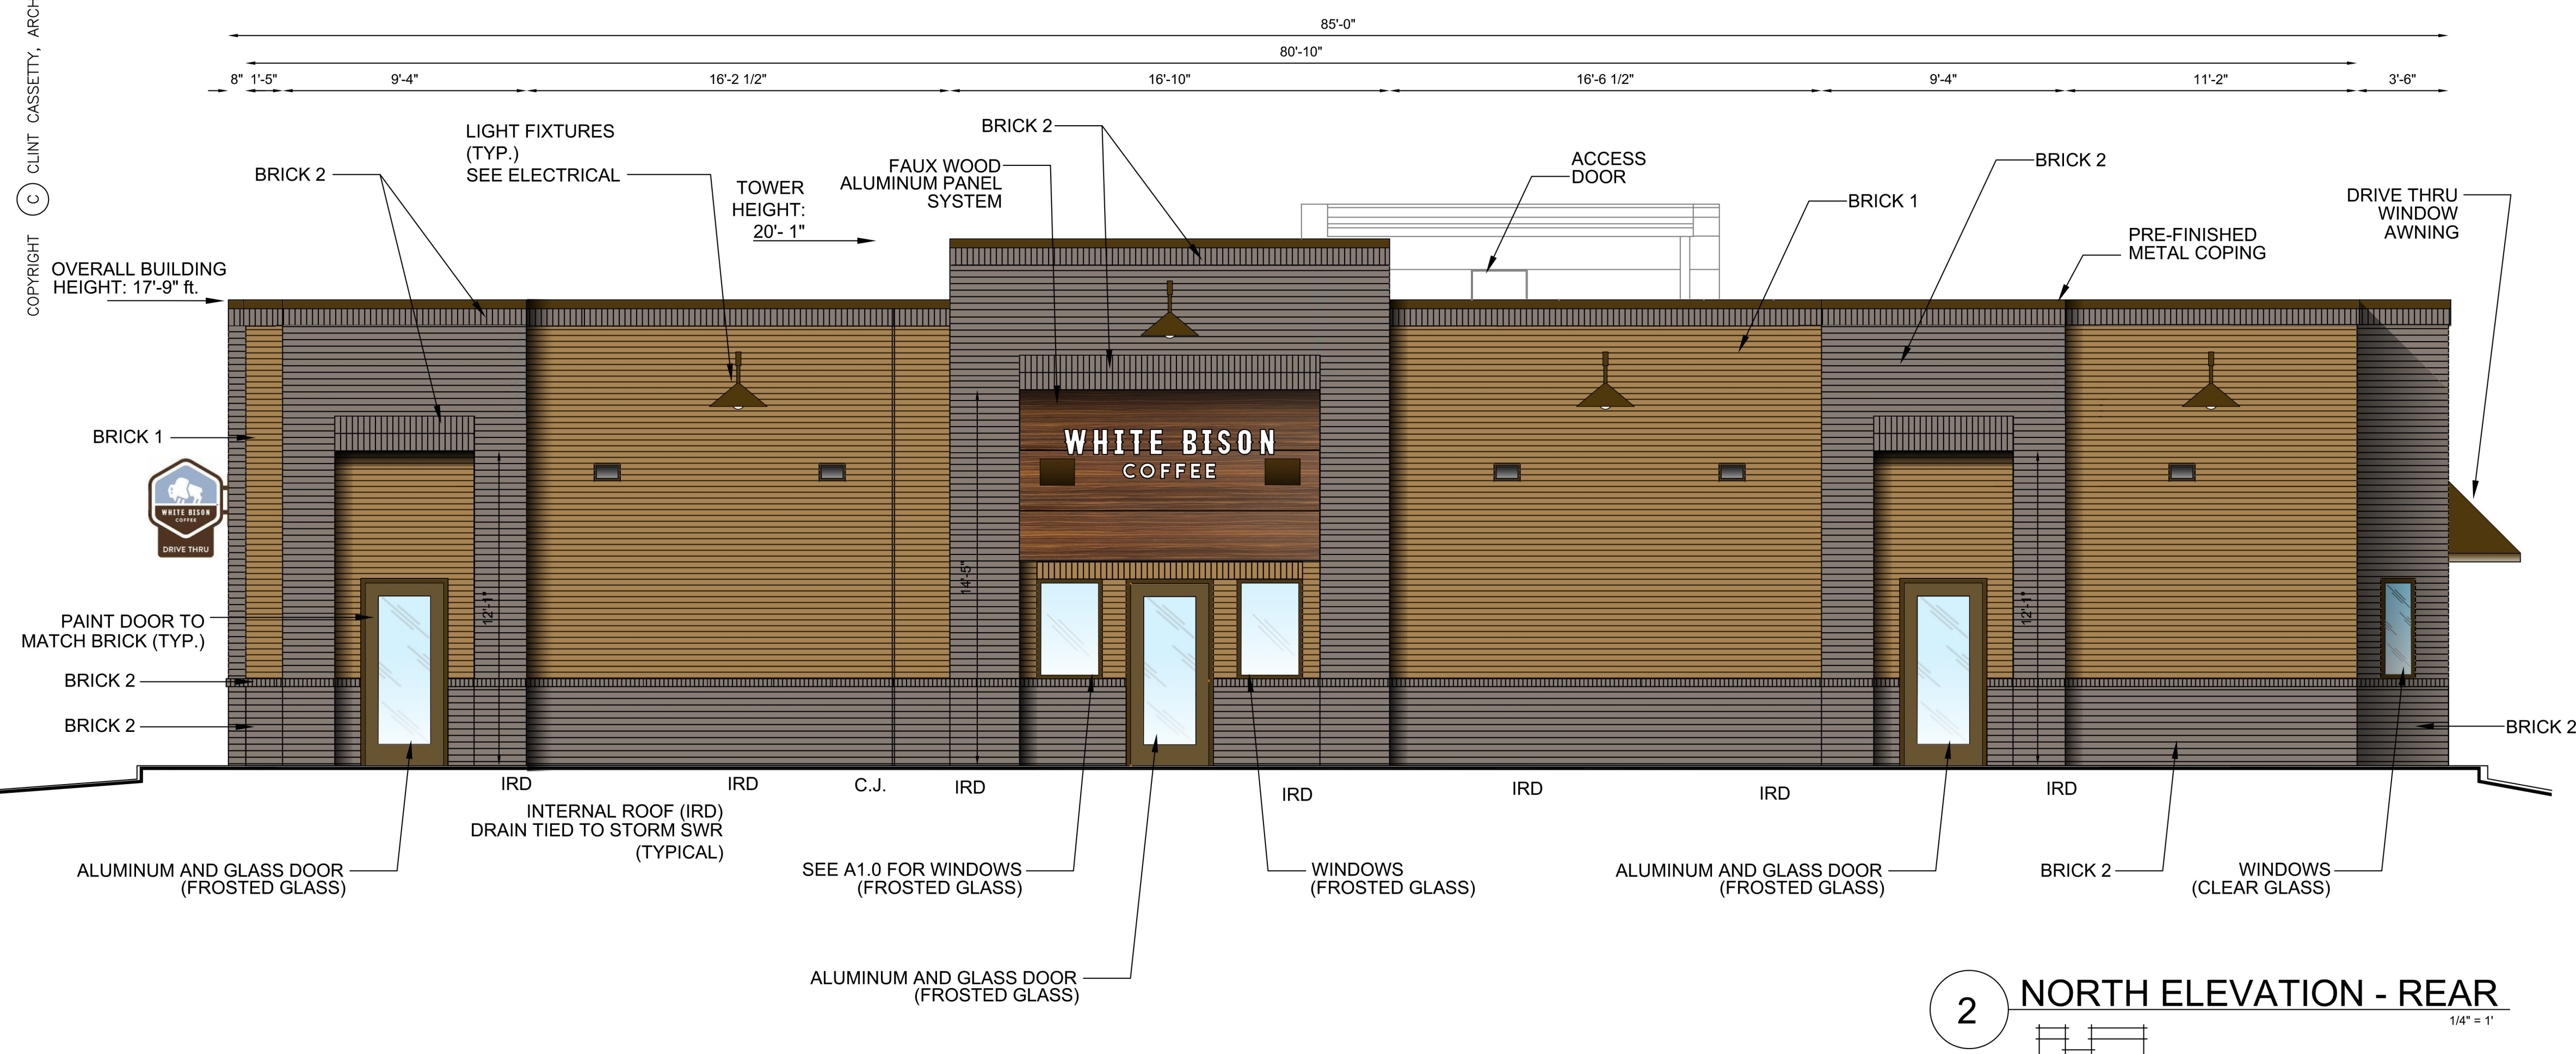 COPYRIGHT C CLINT CASSETTY, ARCH
85'-0"
80'-10"
8" 1'-5" 9'-4" 16'-2 1/2" 16'-10" 16'-6 1/2" 9'-4" 11'-2" 3'-6"
BRICK 2
LIGHT FIXTURES
(TYP.)
SEE ELECTRICAL
TOWER
HEIGHT:
20'- 1"
BRICK 2
FAUX WOOD
ALUMINUM PANEL
SYSTEM
ACCESS
DOOR
BRICK 1
BRICK 2
PRE-FINISHED
METAL COPING
DRIVE THRU
WINDOW
AWNING
OVERALL BUILDING
HEIGHT: 17'-9" ft.
BRICK 1
WHITE BISON
COFFEE
DRIVE THRU
WHITE BISON
COFFEE
12'-1"
14'-5"
12'-1"
PAINT DOOR TO
MATCH BRICK (TYP.)
BRICK 2
BRICK 2
BRICK 2
IRD IRD C.J. IRD IRD IRD IRD IRD
INTERNAL ROOF (IRD)
DRAIN TIED TO STORM SWR
(TYPICAL)
ALUMINUM AND GLASS DOOR
(FROSTED GLASS)
SEE A1.0 FOR WINDOWS
(FROSTED GLASS)
WINDOWS
(FROSTED GLASS)
ALUMINUM AND GLASS DOOR
(FROSTED GLASS)
BRICK 2
WINDOWS
(CLEAR GLASS)
ALUMINUM AND GLASS DOOR
(FROSTED GLASS)
2 NORTH ELEVATION - REAR
1/4" = 1'